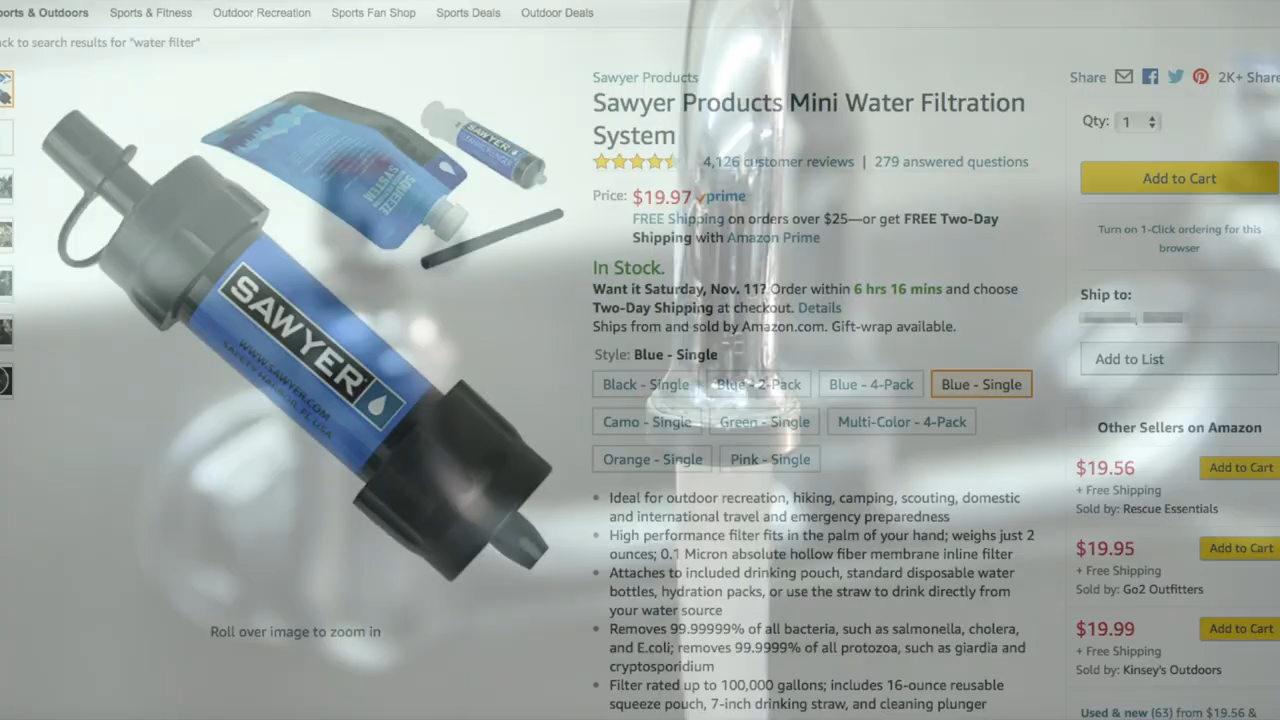 ports & Outdoors Sports & Fitness Outdoor Recreation Sports Fan Shop Sports Deals Outdoor Deals
ck to search results for "water filter"
SAWYER
SQUEEZE
SYSTEM
SAWYER
WWW.SAWYER.COM
SAFETY HARBOR, FL USA
Roll over image to zoom in
Sawyer Products
Sawyer Products Mini Water Filtration
System
4,126 customer reviews | 279 answered questions
Price: $19.97 prime
FREE Shipping on orders over $25—or get FREE Two-Day
Shipping with Amazon Prime
In Stock.
Want it Saturday, Nov. 11? Order within 6 hrs 16 mins and choose
Two-Day Shipping at checkout. Details
Ships from and sold by Amazon.com. Gift-wrap available.
Style: Blue - Single
Black - Single Blue - 2-Pack Blue - 4-Pack Blue - Single
Camo - Single Green - Single Multi-Color - 4-Pack
Orange - Single Pink - Single
• Ideal for outdoor recreation, hiking, camping, scouting, domestic
and international travel and emergency preparedness
• High performance filter fits in the palm of your hand; weighs just 2
ounces; 0.1 Micron absolute hollow fiber membrane inline filter
• Attaches to included drinking pouch, standard disposable water
bottles, hydration packs, or use the straw to drink directly from
your water source
• Removes 99.99999% of all bacteria, such as salmonella, cholera,
and E.coli; removes 99.9999% of all protozoa, such as giardia and
cryptosporidium
• Filter rated up to 100,000 gallons; includes 16-ounce reusable
squeeze pouch, 7-inch drinking straw, and cleaning plunger
Share 2K+ Share
Qty: 1
Add to Cart
Turn on 1-Click ordering for this
browser
Ship to:
Add to List
Other Sellers on Amazon
$19.56 Add to Cart
+ Free Shipping
Sold by: Rescue Essentials
$19.95 Add to Cart
+ Free Shipping
Sold by: Go2 Outfitters
$19.99 Add to Cart
+ Free Shipping
Sold by: Kinsey's Outdoors
Used & new (63) from $19.56 &